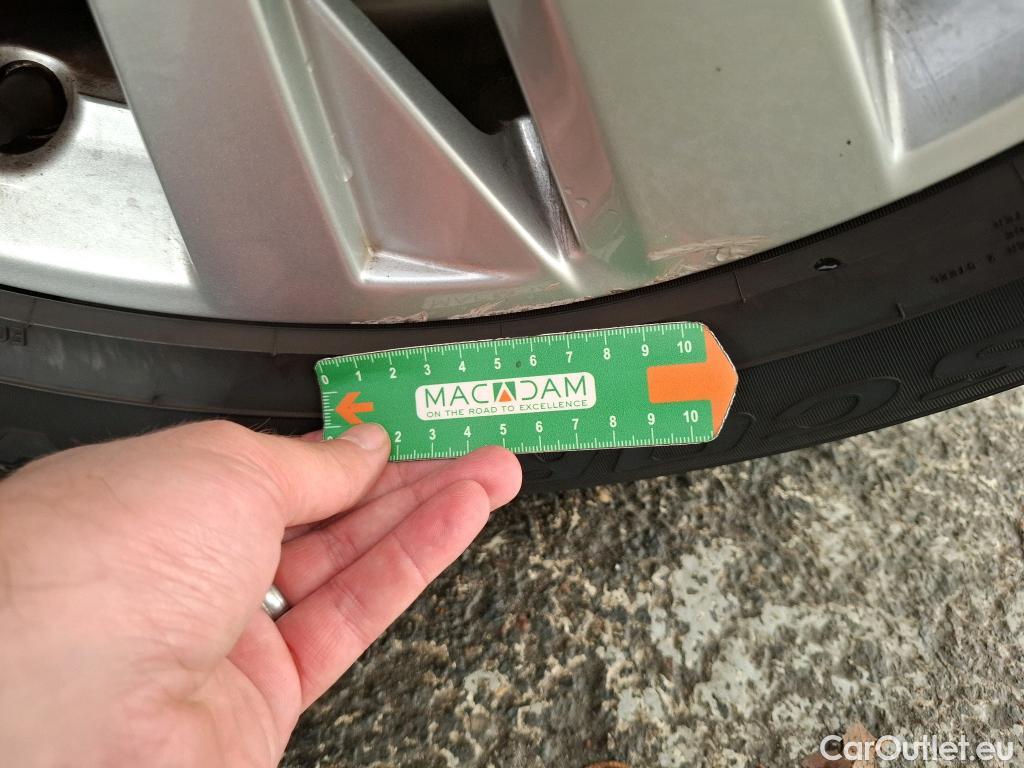 0 1 2 3 4 5 6 7 8 9 10
MACADAM
ON THE ROAD TO EXCELLENCE
2 3 4 5 6 7 8 9 10
CarOutlet.eu